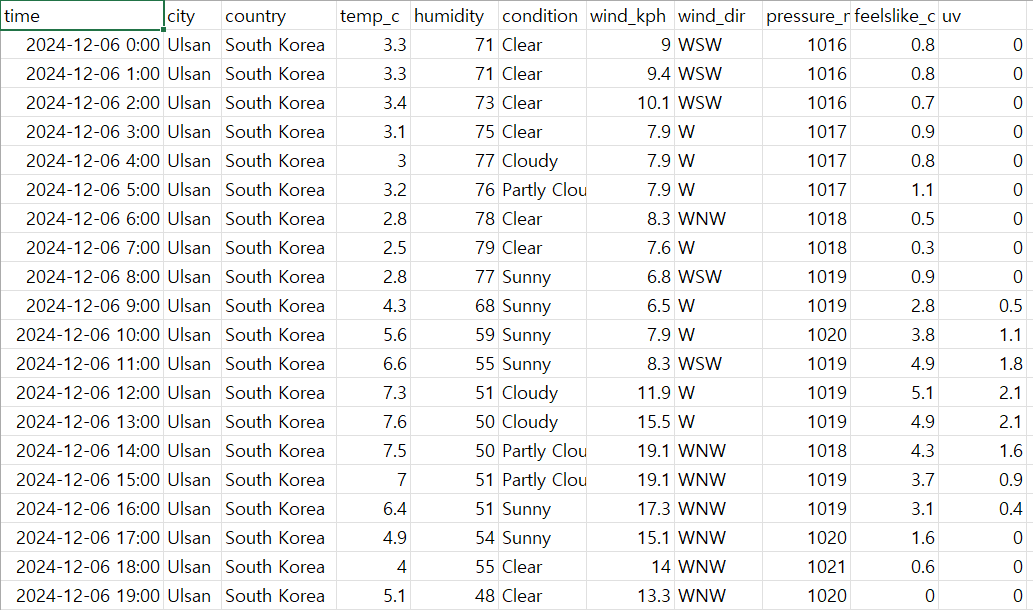 time city country temp_c humidity condition wind_kph wind_dir pressure_r feelslike_c uv
2024-12-06 0:00 Ulsan South Korea 3.3 71 Clear 9 WSW 1016 0.8 0
2024-12-06 1:00 Ulsan South Korea 3.3 71 Clear 9.4 WSW 1016 0.8 0
2024-12-06 2:00 Ulsan South Korea 3.4 73 Clear 10.1 WSW 1016 0.7 0
2024-12-06 3:00 Ulsan South Korea 3.1 75 Clear 7.9 W 1017 0.9 0
2024-12-06 4:00 Ulsan South Korea 3 77 Cloudy 7.9 W 1017 0.8 0
2024-12-06 5:00 Ulsan South Korea 3.2 76 Partly Clou 7.9 W 1017 1.1 0
2024-12-06 6:00 Ulsan South Korea 2.8 78 Clear 8.3 WNW 1018 0.5 0
2024-12-06 7:00 Ulsan South Korea 2.5 79 Clear 7.6 W 1018 0.3 0
2024-12-06 8:00 Ulsan South Korea 2.8 77 Sunny 6.8 WSW 1019 0.9 0
2024-12-06 9:00 Ulsan South Korea 4.3 68 Sunny 6.5 W 1019 2.8 0.5
2024-12-06 10:00 Ulsan South Korea 5.6 59 Sunny 7.9 W 1020 3.8 1.1
2024-12-06 11:00 Ulsan South Korea 6.6 55 Sunny 8.3 WSW 1019 4.9 1.8
2024-12-06 12:00 Ulsan South Korea 7.3 51 Cloudy 11.9 W 1019 5.1 2.1
2024-12-06 13:00 Ulsan South Korea 7.6 50 Cloudy 15.5 W 1019 4.9 2.1
2024-12-06 14:00 Ulsan South Korea 7.5 50 Partly Clou 19.1 WNW 1018 4.3 1.6
2024-12-06 15:00 Ulsan South Korea 7 51 Partly Clou 19.1 WNW 1019 3.7 0.9
2024-12-06 16:00 Ulsan South Korea 6.4 51 Sunny 17.3 WNW 1019 3.1 0.4
2024-12-06 17:00 Ulsan South Korea 4.9 54 Sunny 15.1 WNW 1020 1.6 0
2024-12-06 18:00 Ulsan South Korea 4 55 Clear 14 WNW 1021 0.6 0
2024-12-06 19:00 Ulsan South Korea 5.1 48 Clear 13.3 WNW 1020 0 0